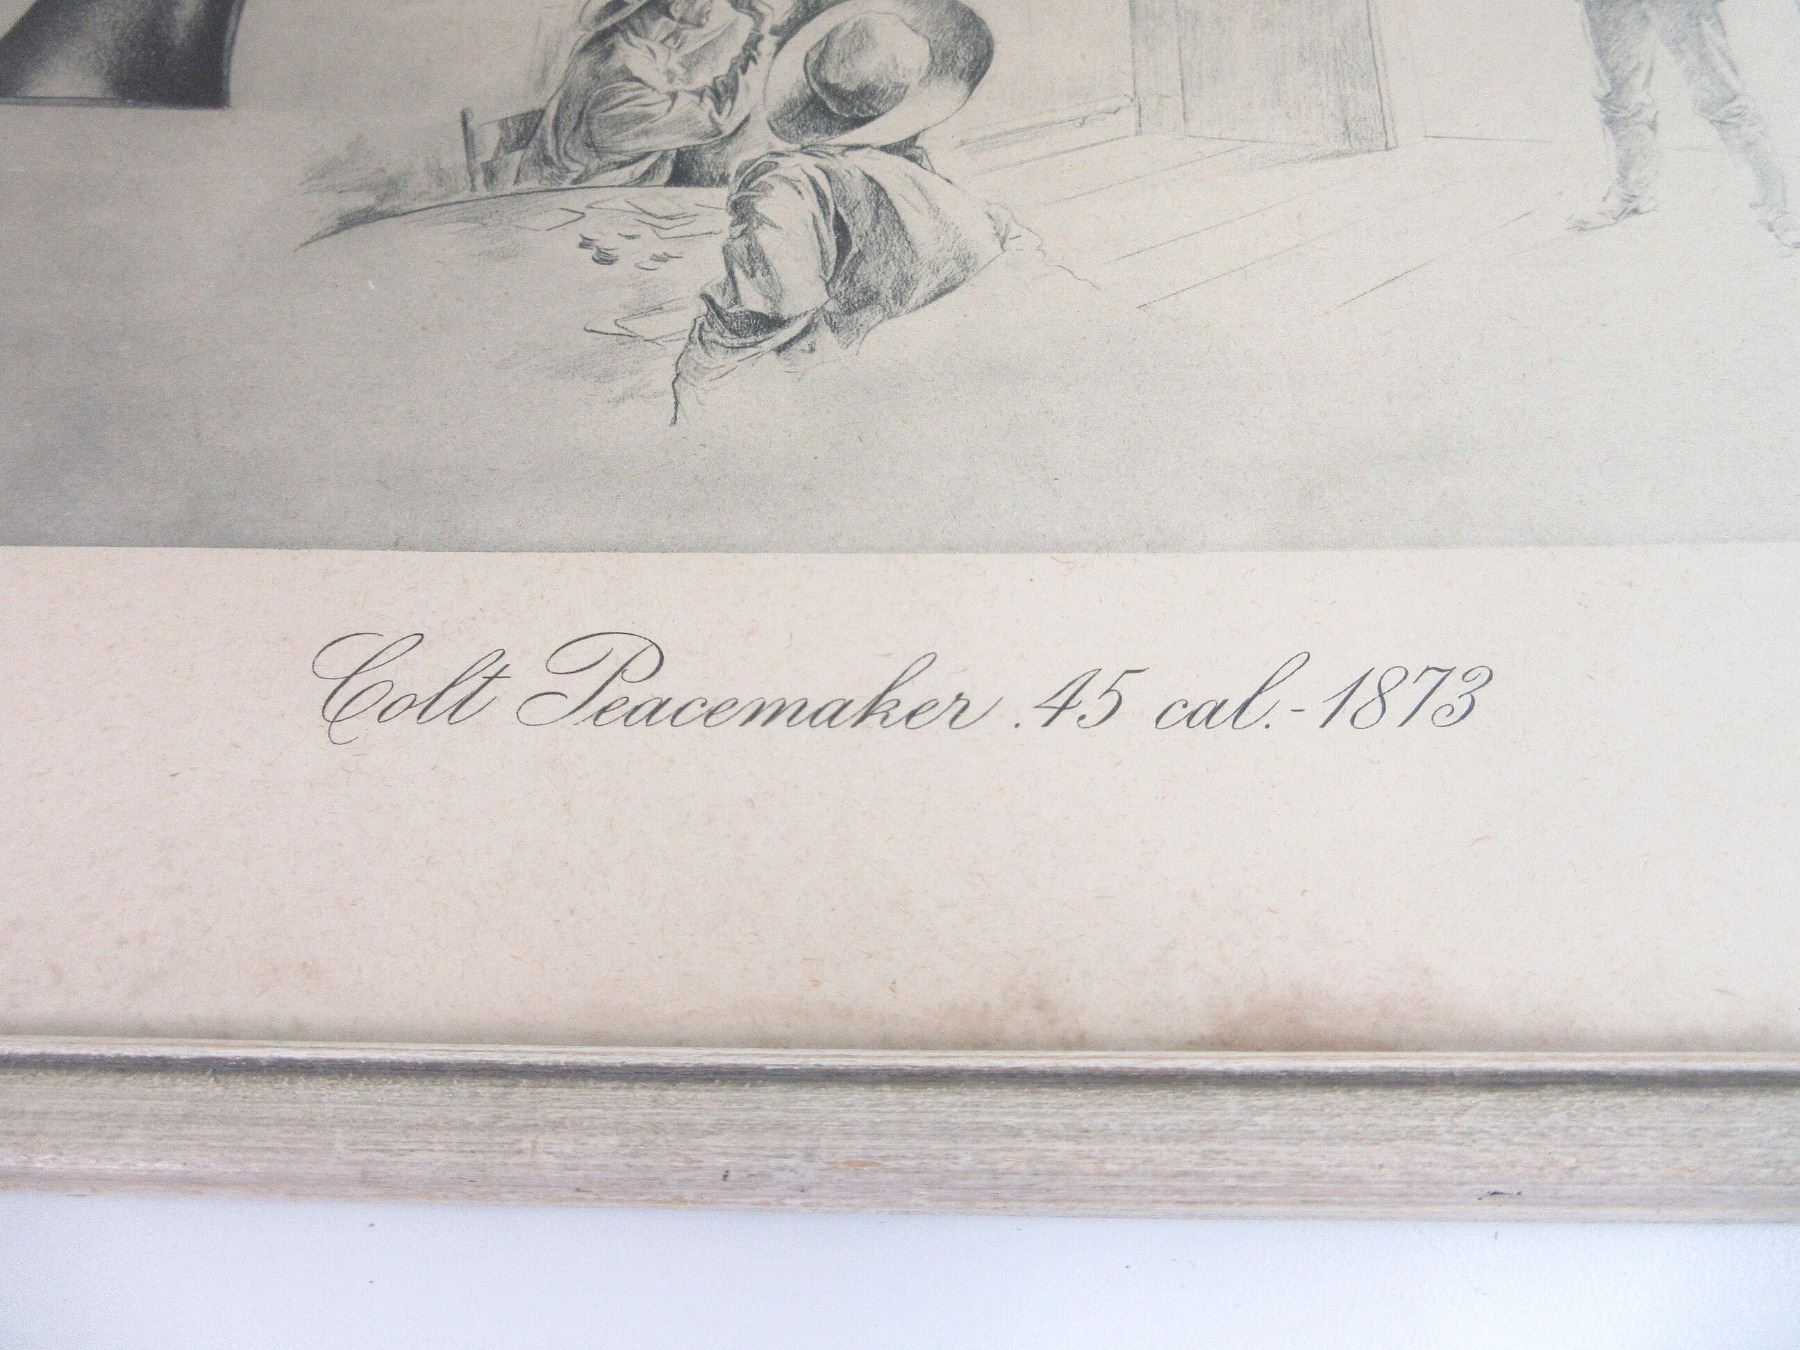 Colt Peacemaker .45 cal.-1873